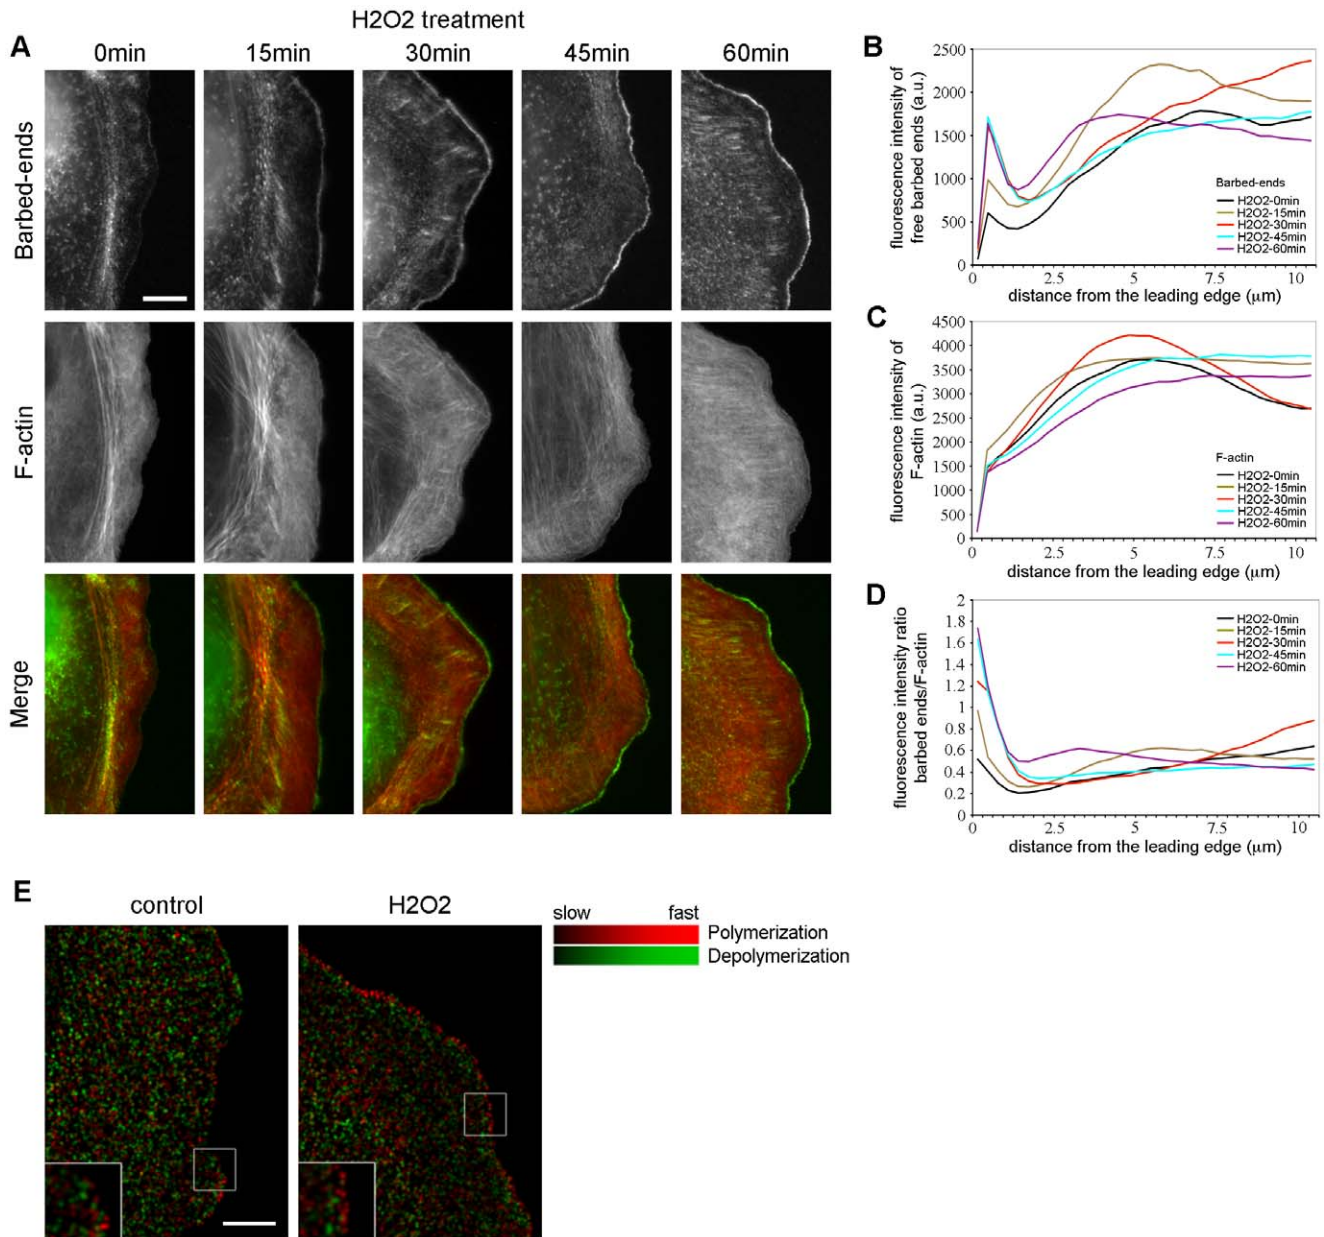 H2O2 treatment
A
0min 15min 30min 45min 60min
Barbed-ends
F-actin
Merge
B
fluorescence intensity of
free barbed ends (a.u.)
2500
2000
1500
1000
500
0
0 2.5 5 7.5 10
distance from the leading edge (μm)
Barbed-ends
H2O2-0min
H2O2-15min
H2O2-30min
H2O2-45min
H2O2-60min
C
fluorescence intensity of
F-actin (a.u.)
4500
4000
3500
3000
2500
2000
1500
1000
500
0
0 2.5 5 7.5 10
distance from the leading edge (μm)
F-actin
H2O2-0min
H2O2-15min
H2O2-30min
H2O2-45min
H2O2-60min
D
fluorescence intensity ratio
barbed ends/F-actin
2
1.8
1.6
1.4
1.2
1
0.8
0.6
0.4
0.2
0
0 2.5 5 7.5 10
distance from the leading edge (μm)
H2O2-0min
H2O2-15min
H2O2-30min
H2O2-45min
H2O2-60min
E
control H2O2
slow fast
Polymerization
Depolymerization